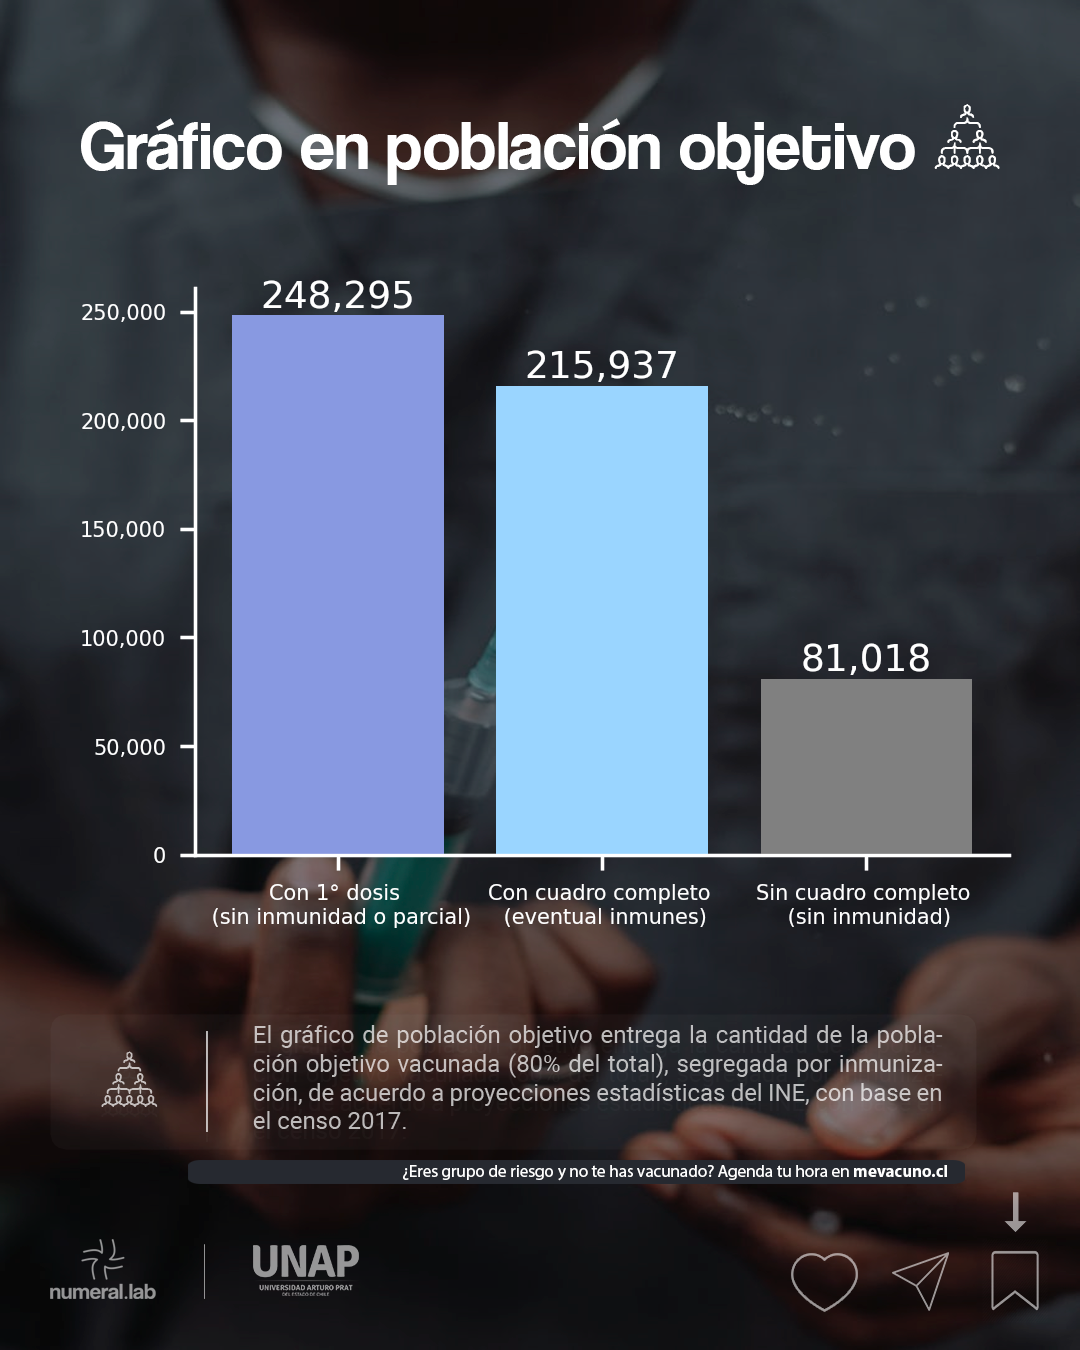 Gráfico en población objetivo
248,295
215,937
81,018
250,000
200,000
150,000
100,000
50,000
0
Con 1° dosis
(sin inmunidad o parcial)
Con cuadro completo
(eventual inmunes)
Sin cuadro completo
(sin inmunidad)
El gráfico de población objetivo entrega la cantidad de la pobla-
ción objetivo vacunada (80% del total), segregada por inmuniza-
ción, de acuerdo a proyecciones estadísticas del INE, con base en
el censo 2017.
¿Eres grupo de riesgo y no te has vacunado? Agenda tu hora en mevacuno.cl
numeral.lab
UNAP
UNIVERSIDAD ARTURO PRAT
DEL ESTADO DE CHILE